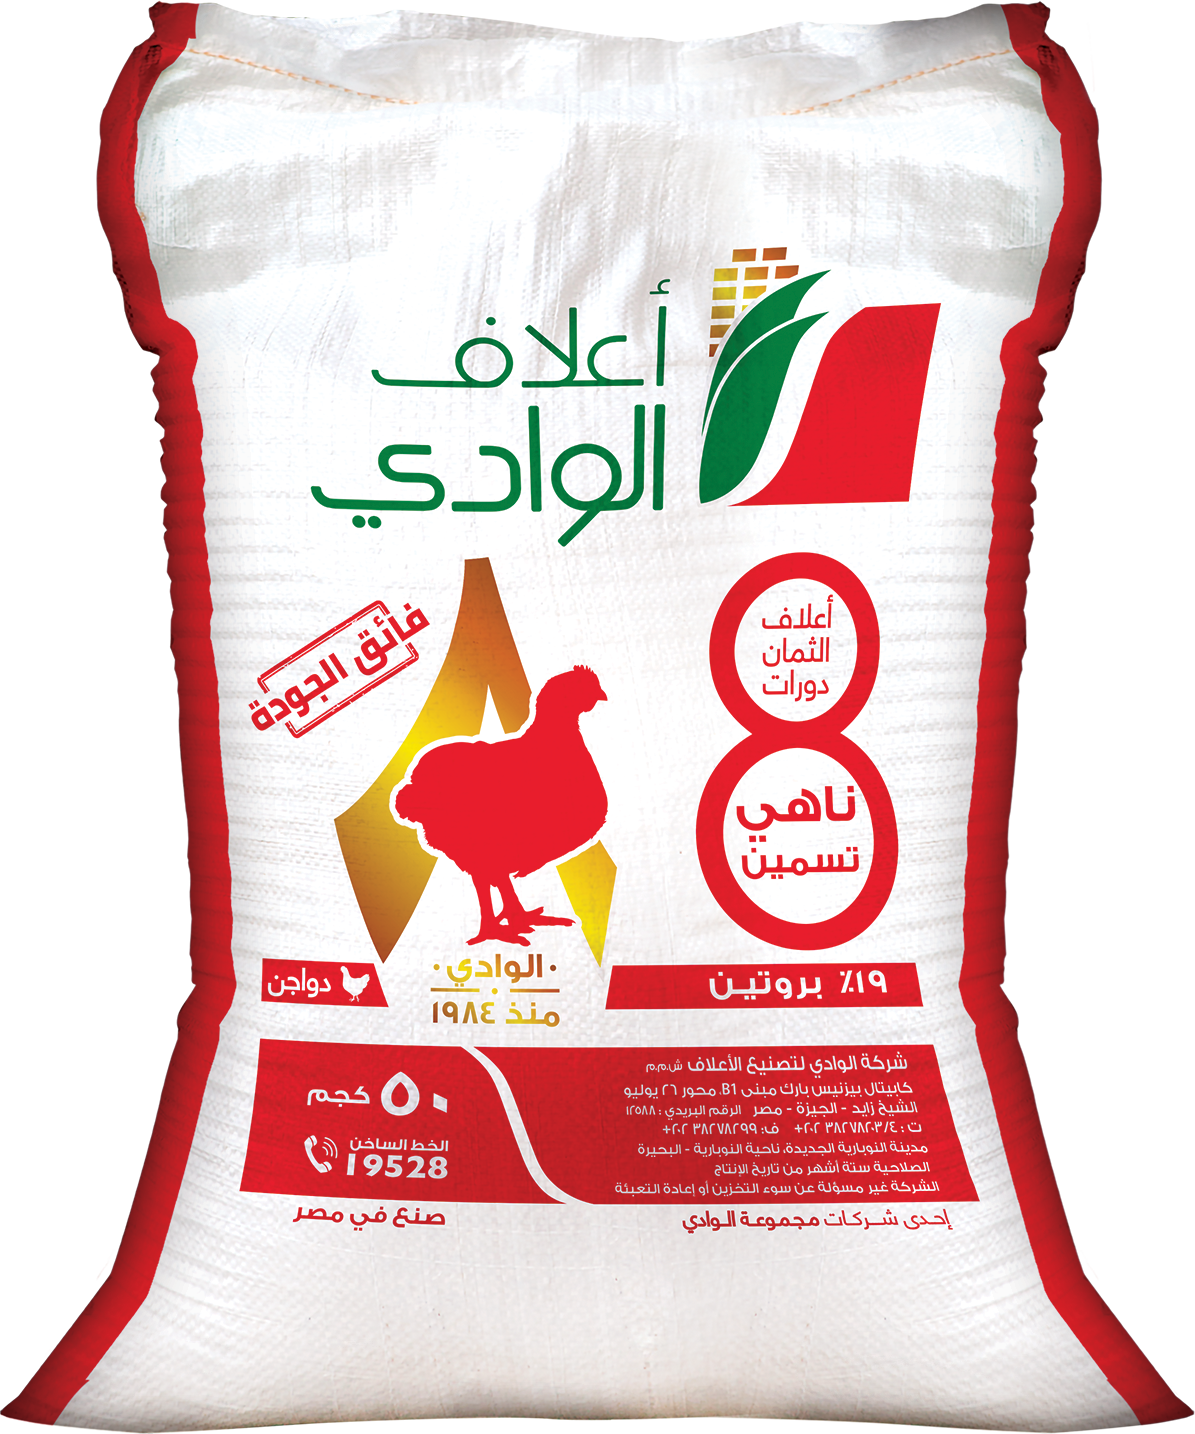 أعلاف
الوادي
أعلاف
الثمان
دورات
ناهي
تسمين
فائق الجودة
١٩٪ بروتين
دواجن
· الوادي ·
منذ ١٩٨٤
شركة الوادي لتصنيع الأعلاف ش.م.م
كابيتال بيزنيس بارك مبنى B1، محور ٢٦ يوليو
الشيخ زايد - الجيزة - مصر الرقم البريدي : ١٢٥٨٨
ت : ٣٨٢٧٨٢٠٣/٤ ٢٠٢+ ف: ٣٨٢٧٨٢٩٩ ٢٠٢+
مدينة النوبارية الجديدة، ناحية النوبارية - البحيرة
الصلاحية ستة أشهر من تاريخ الإنتاج
الشركة غير مسؤلة عن سوء التخزين أو إعادة التعبئة
٥٠ كجم
الخط الساخن
19528
إحدى شركات مجموعة الوادي
صنع في مصر